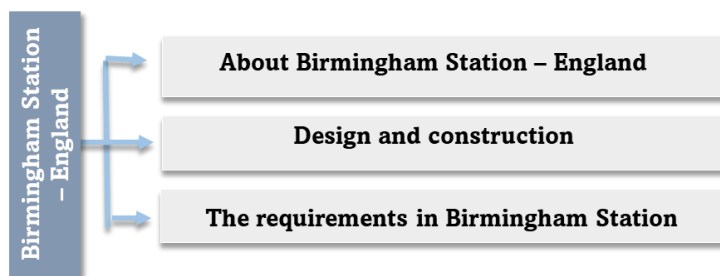 Birmingham Station
– England
About Birmingham Station – England
Design and construction
The requirements in Birmingham Station